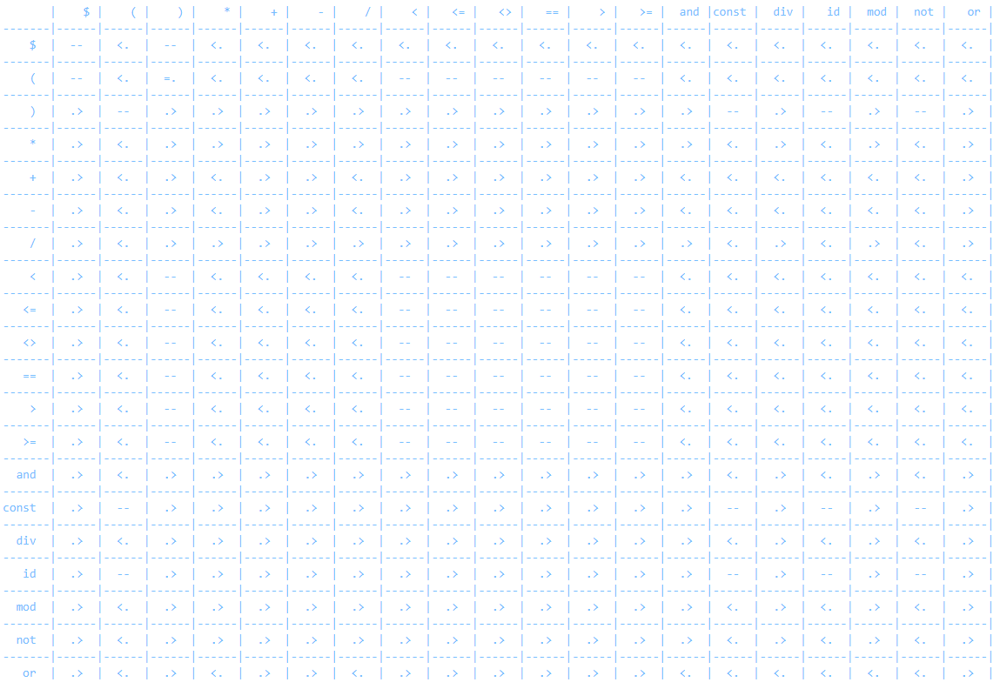 | $ | ( | ) | * | + | - | / | < | <= | <> | == | > | >= | and |const | div | id | mod | not | or |
-------|------|------|------|------|------|------|------|------|------|------|------|------|------|------|------|------|------|------|------|------|
$ | -- | <. | -- | <. | <. | <. | <. | <. | <. | <. | <. | <. | <. | <. | <. | <. | <. | <. | <. | <. |
-------|------|------|------|------|------|------|------|------|------|------|------|------|------|------|------|------|------|------|------|------|
( | -- | <. | =. | <. | <. | <. | <. | -- | -- | -- | -- | -- | -- | <. | <. | <. | <. | <. | <. | <. |
-------|------|------|------|------|------|------|------|------|------|------|------|------|------|------|------|------|------|------|------|------|
) | .> | -- | .> | .> | .> | .> | .> | .> | .> | .> | .> | .> | .> | .> | -- | .> | -- | .> | -- | .> |
-------|------|------|------|------|------|------|------|------|------|------|------|------|------|------|------|------|------|------|------|------|
* | .> | <. | .> | .> | .> | .> | .> | .> | .> | .> | .> | .> | .> | .> | <. | .> | <. | .> | <. | .> |
-------|------|------|------|------|------|------|------|------|------|------|------|------|------|------|------|------|------|------|------|------|
+ | .> | <. | .> | <. | .> | .> | <. | .> | .> | .> | .> | .> | .> | <. | <. | <. | <. | <. | <. | .> |
-------|------|------|------|------|------|------|------|------|------|------|------|------|------|------|------|------|------|------|------|------|
- | .> | <. | .> | <. | .> | .> | <. | .> | .> | .> | .> | .> | .> | <. | <. | <. | <. | <. | <. | .> |
-------|------|------|------|------|------|------|------|------|------|------|------|------|------|------|------|------|------|------|------|------|
/ | .> | <. | .> | .> | .> | .> | .> | .> | .> | .> | .> | .> | .> | .> | <. | .> | <. | .> | <. | .> |
-------|------|------|------|------|------|------|------|------|------|------|------|------|------|------|------|------|------|------|------|------|
< | .> | <. | -- | <. | <. | <. | <. | -- | -- | -- | -- | -- | -- | <. | <. | <. | <. | <. | <. | <. |
-------|------|------|------|------|------|------|------|------|------|------|------|------|------|------|------|------|------|------|------|------|
<= | .> | <. | -- | <. | <. | <. | <. | -- | -- | -- | -- | -- | -- | <. | <. | <. | <. | <. | <. | <. |
-------|------|------|------|------|------|------|------|------|------|------|------|------|------|------|------|------|------|------|------|------|
<> | .> | <. | -- | <. | <. | <. | <. | -- | -- | -- | -- | -- | -- | <. | <. | <. | <. | <. | <. | <. |
-------|------|------|------|------|------|------|------|------|------|------|------|------|------|------|------|------|------|------|------|------|
== | .> | <. | -- | <. | <. | <. | <. | -- | -- | -- | -- | -- | -- | <. | <. | <. | <. | <. | <. | <. |
-------|------|------|------|------|------|------|------|------|------|------|------|------|------|------|------|------|------|------|------|------|
> | .> | <. | -- | <. | <. | <. | <. | -- | -- | -- | -- | -- | -- | <. | <. | <. | <. | <. | <. | <. |
-------|------|------|------|------|------|------|------|------|------|------|------|------|------|------|------|------|------|------|------|------|
>= | .> | <. | -- | <. | <. | <. | <. | -- | -- | -- | -- | -- | -- | <. | <. | <. | <. | <. | <. | <. |
-------|------|------|------|------|------|------|------|------|------|------|------|------|------|------|------|------|------|------|------|------|
and | .> | <. | .> | .> | .> | .> | .> | .> | .> | .> | .> | .> | .> | .> | <. | .> | <. | .> | <. | .> |
-------|------|------|------|------|------|------|------|------|------|------|------|------|------|------|------|------|------|------|------|------|
const | .> | -- | .> | .> | .> | .> | .> | .> | .> | .> | .> | .> | .> | .> | -- | .> | -- | .> | -- | .> |
-------|------|------|------|------|------|------|------|------|------|------|------|------|------|------|------|------|------|------|------|------|
div | .> | <. | .> | .> | .> | .> | .> | .> | .> | .> | .> | .> | .> | .> | <. | .> | <. | .> | <. | .> |
-------|------|------|------|------|------|------|------|------|------|------|------|------|------|------|------|------|------|------|------|------|
id | .> | -- | .> | .> | .> | .> | .> | .> | .> | .> | .> | .> | .> | .> | -- | .> | -- | .> | -- | .> |
-------|------|------|------|------|------|------|------|------|------|------|------|------|------|------|------|------|------|------|------|------|
mod | .> | <. | .> | .> | .> | .> | .> | .> | .> | .> | .> | .> | .> | .> | <. | .> | <. | .> | <. | .> |
-------|------|------|------|------|------|------|------|------|------|------|------|------|------|------|------|------|------|------|------|------|
not | .> | <. | .> | .> | .> | .> | .> | .> | .> | .> | .> | .> | .> | .> | <. | .> | <. | .> | <. | .> |
-------|------|------|------|------|------|------|------|------|------|------|------|------|------|------|------|------|------|------|------|------|
or | .> | <. | .> | <. | .> | .> | <. | .> | .> | .> | .> | .> | .> | <. | <. | <. | <. | <. | <. | .> |